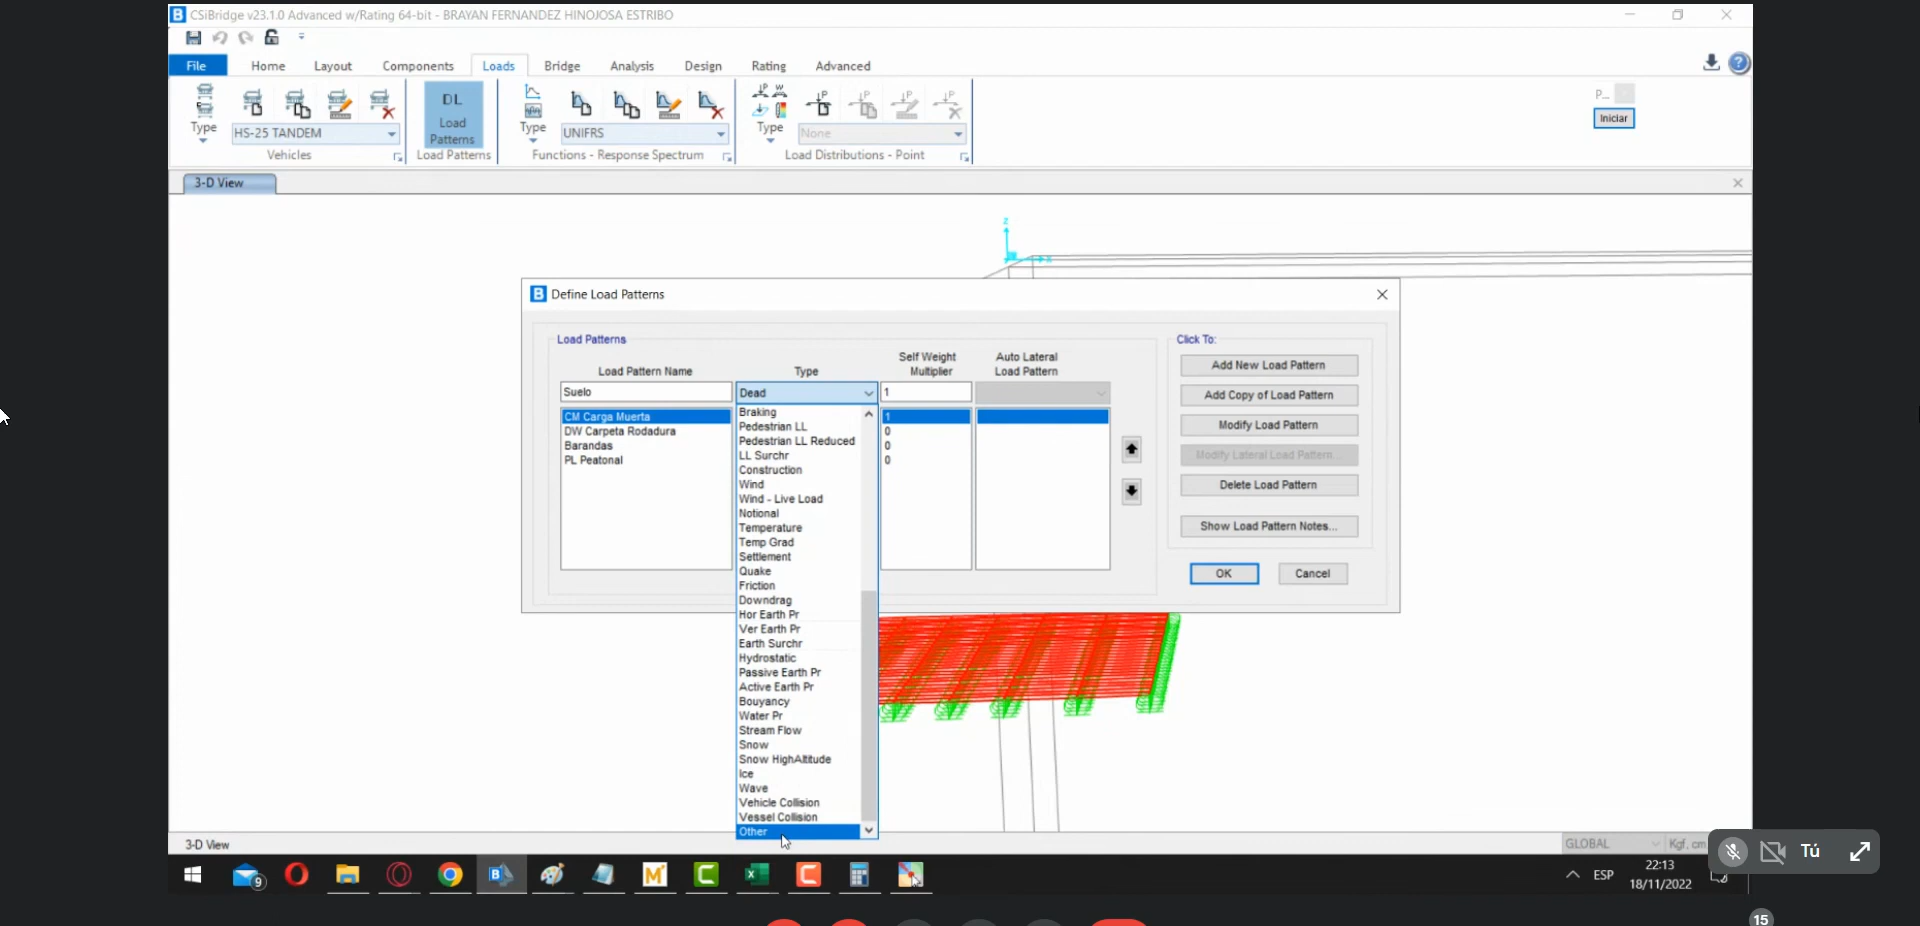 CSiBridge v23.1.0 Advanced w/Rating 64-bit - BRAYAN FERNANDEZ HINOJOSA ESTRIBO
File Home Layout Components Loads Bridge Analysis Design Rating Advanced
Type
HS-25 TANDEM
Vehicles
DL
Load
Patterns
Load Patterns
Type
UNIFRS
Functions - Response Spectrum
Type
None
Load Distributions - Point
P...
Iniciar
3-D View
Define Load Patterns
Load Patterns
Load Pattern Name
Type
Self Weight
Multiplier
Auto Lateral
Load Pattern
Suelo
Dead
1
CM Carga Muerta
DW Carpeta Rodadura
Barandas
PL Peatonal
1
0
0
0
Braking
Pedestrian LL
Pedestrian LL Reduced
LL Surchr
Construction
Wind
Wind - Live Load
Notional
Temperature
Temp Grad
Settlement
Quake
Friction
Downdrag
Hor Earth Pr
Ver Earth Pr
Earth Surchr
Hydrostatic
Passive Earth Pr
Active Earth Pr
Bouyancy
Water Pr
Stream Flow
Snow
Snow HighAltitude
Ice
Wave
Vehicle Collision
Vessel Collision
Other
Click To:
Add New Load Pattern
Add Copy of Load Pattern
Modify Load Pattern
Modify Lateral Load Pattern...
Delete Load Pattern
Show Load Pattern Notes...
OK
Cancel
3-D View
GLOBAL
Kgf, cm,
Tú
9
ESP
22:13
18/11/2022
15